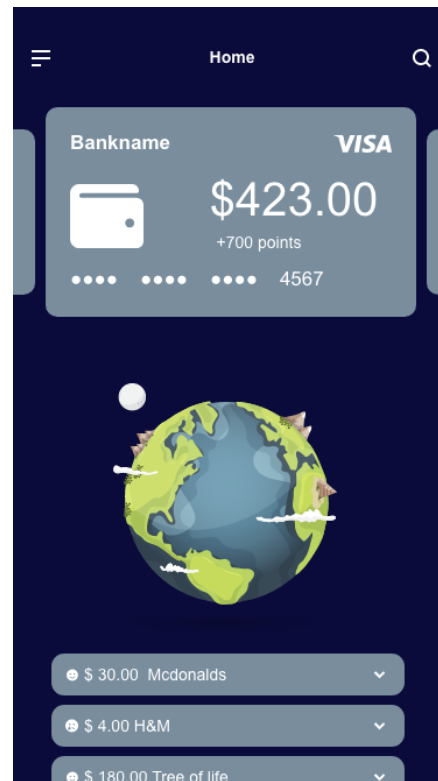 Home
Bankname
VISA
$423.00
+700 points
•••• •••• •••• 4567
$ 30.00 Mcdonalds
$ 4.00 H&M
$ 180.00 Tree of life